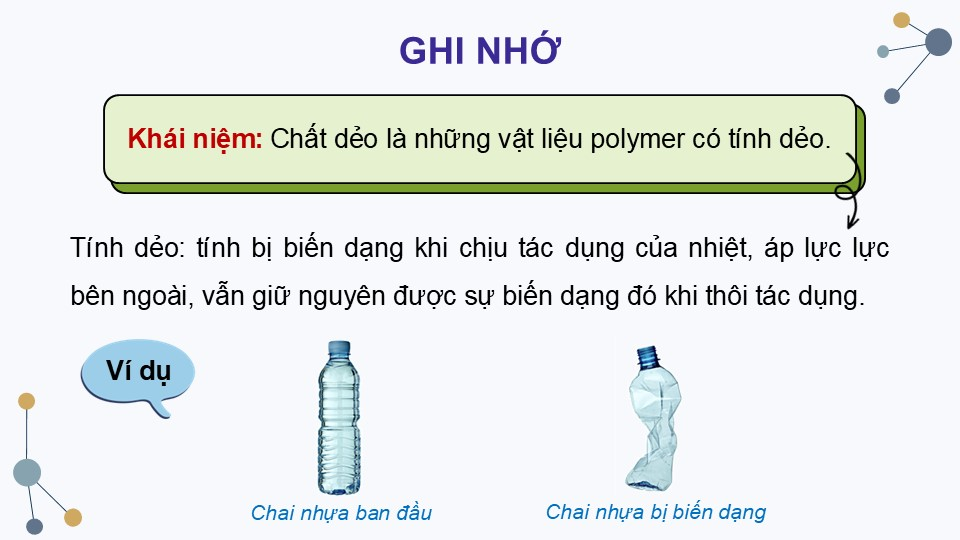 GHI NHỚ
Khái niệm: Chất dẻo là những vật liệu polymer có tính dẻo.
Tính dẻo: tính bị biến dạng khi chịu tác dụng của nhiệt, áp lực lực
bên ngoài, vẫn giữ nguyên được sự biến dạng đó khi thôi tác dụng.
Ví dụ
Chai nhựa ban đầu
Chai nhựa bị biến dạng